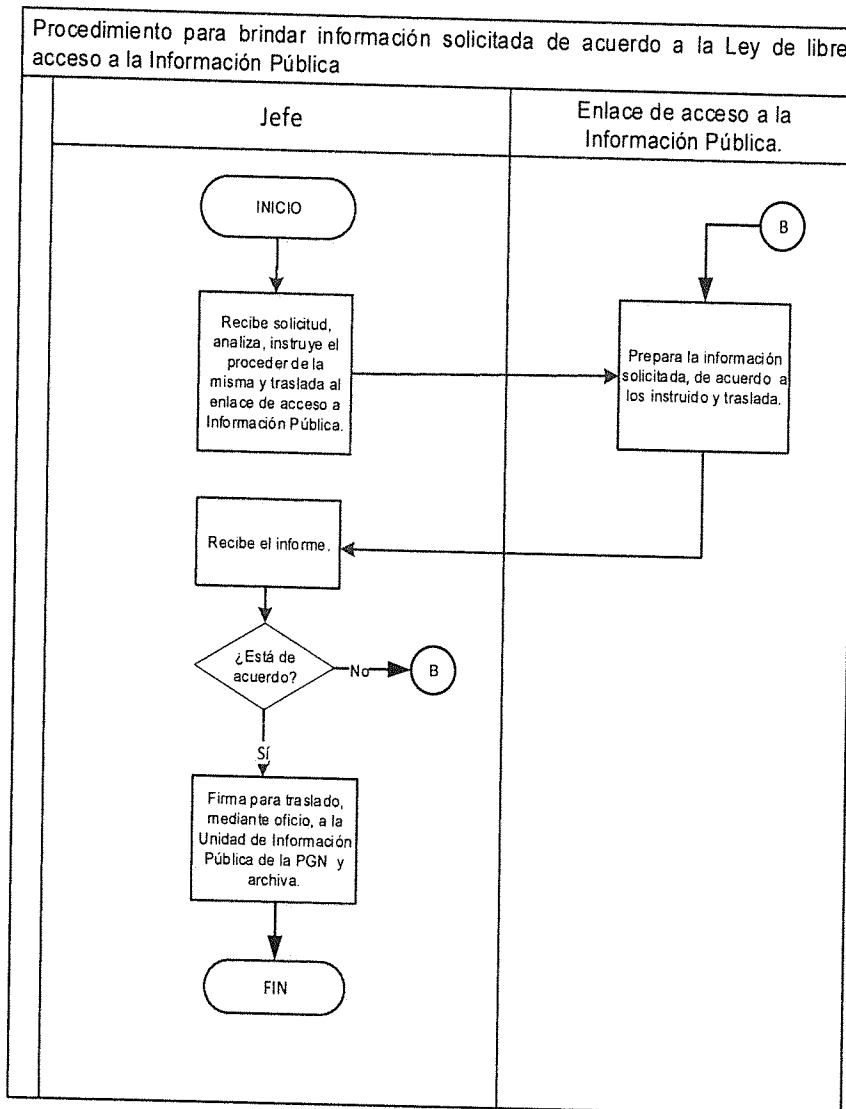 Procedimiento para brindar información solicitada de acuerdo a la Ley de libre
acceso a la Información Pública
Jefe
Enlace de acceso a la
Información Pública.
INICIO
B
Recibe solicitud,
analiza, instruye el
proceder de la
misma y traslada al
enlace de acceso a
Información Pública.
Prepara la información
solicitada, de acuerdo a
los instruido y traslada.
Recibe el informe.
¿Está de
acuerdo?
No
B
Sí
Firma para traslado,
mediante oficio, a la
Unidad de Información
Pública de la PGN y
archiva.
FIN